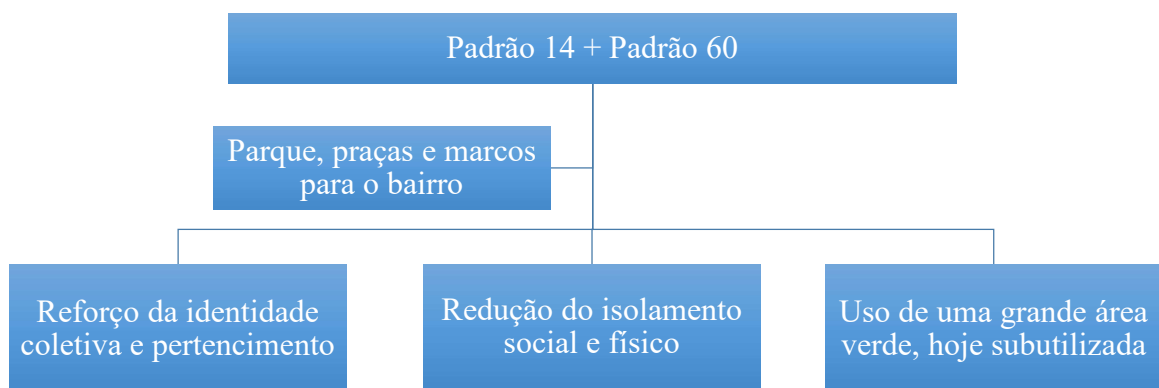 Padrão 14 + Padrão 60
Parque, praças e marcos
para o bairro
Reforço da identidade
coletiva e pertencimento
Redução do isolamento
social e físico
Uso de uma grande área
verde, hoje subutilizada